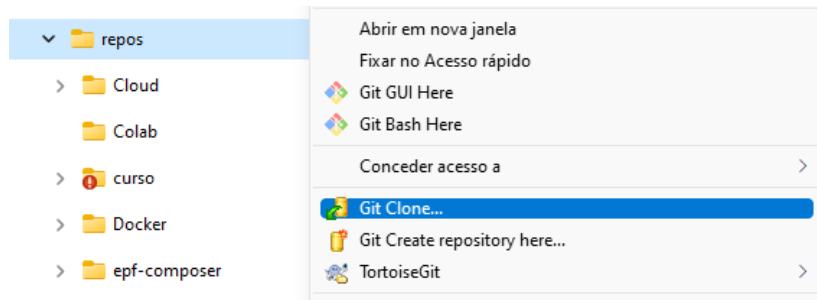 repos
Cloud
Colab
curso
Docker
epf-composer
Abrir em nova janela
Fixar no Acesso rápido
Git GUI Here
Git Bash Here
Conceder acesso a
Git Clone...
Git Create repository here...
TortoiseGit